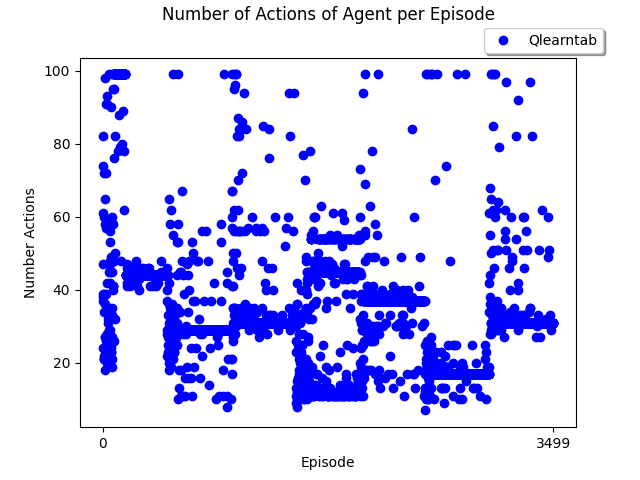 Number of Actions of Agent per Episode
Qlearntab
100
80
60
40
20
Number Actions
0
3499
Episode